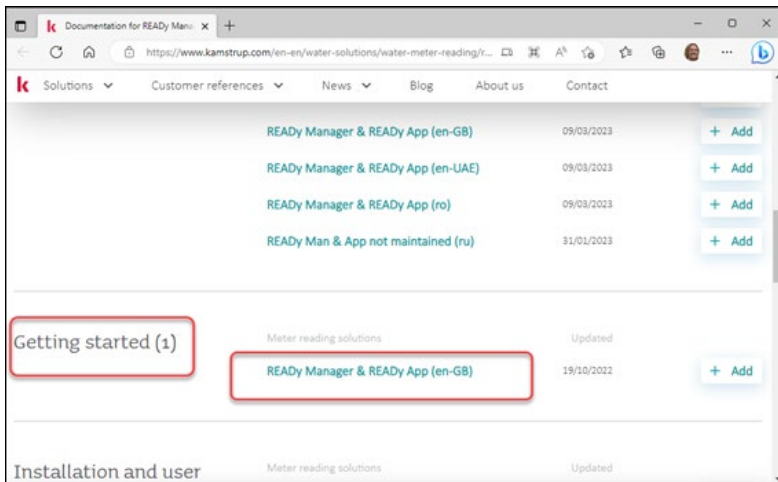 Documentation for READy Mana
https://www.kamstrup.com/en-en/water-solutions/water-meter-reading/r...
Solutions Customer references News Blog About us Contact
READy Manager & READy App (en-GB) 09/03/2023 + Add
READy Manager & READy App (en-UAE) 09/03/2023 + Add
READy Manager & READy App (ro) 09/03/2023 + Add
READy Man & App not maintained (ru) 31/01/2023 + Add
Getting started (1) Meter reading solutions Updated
READy Manager & READy App (en-GB) 19/10/2022 + Add
Installation and user Meter reading solutions Updated